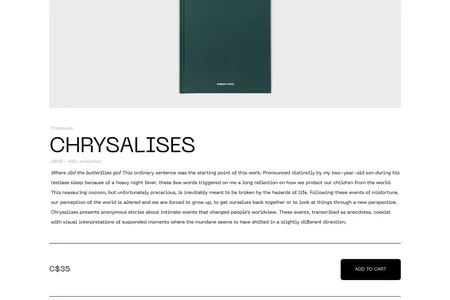 Photobook
CHRYSALISES
2020 - Self-published
Where did the butterflies go? This ordinary sentence was the starting point of this work. Pronounced distinctly by my two-year-old son during his
restless sleep because of a heavy night fever, these few words triggered on me a long reflection on how we protect our children from the world.
This reassuring cocoon, but unfortunately precarious, is inevitably meant to be broken by the hazards of life. Following these events of misfortune,
our perception of the world is altered and we are forced to grow up, to get ourselves back together or to look at things through a new perspective.
Chrysalises presents anonymous stories about intimate events that changed people's worldview. These events, transcribed as anecdotes, coexist
with visual interpretations of suspended moments where the mundane seems to have shifted in a slightly different direction.
C$35
ADD TO CART